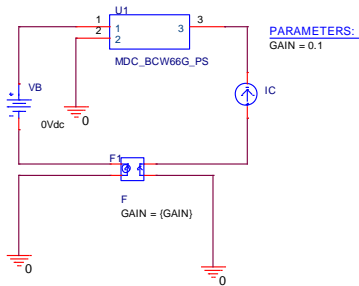 U1
1
2
1
2
3
3
PARAMETERS:
GAIN = 0.1
MDC_BCW66G_PS
VB
IC
0Vdc
0
F1
F
GAIN = {GAIN}
0
0